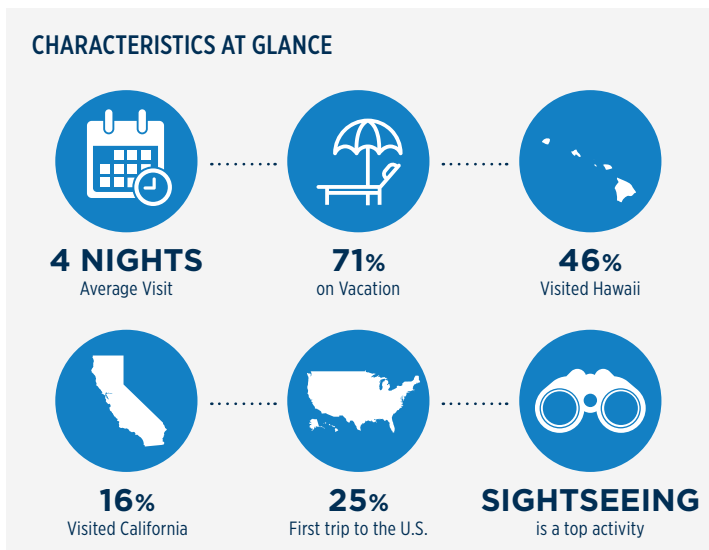 CHARACTERISTICS AT GLANCE
4 NIGHTS
Average Visit
71%
on Vacation
46%
Visited Hawaii
16%
Visited California
25%
First trip to the U.S.
SIGHTSEEING
is a top activity